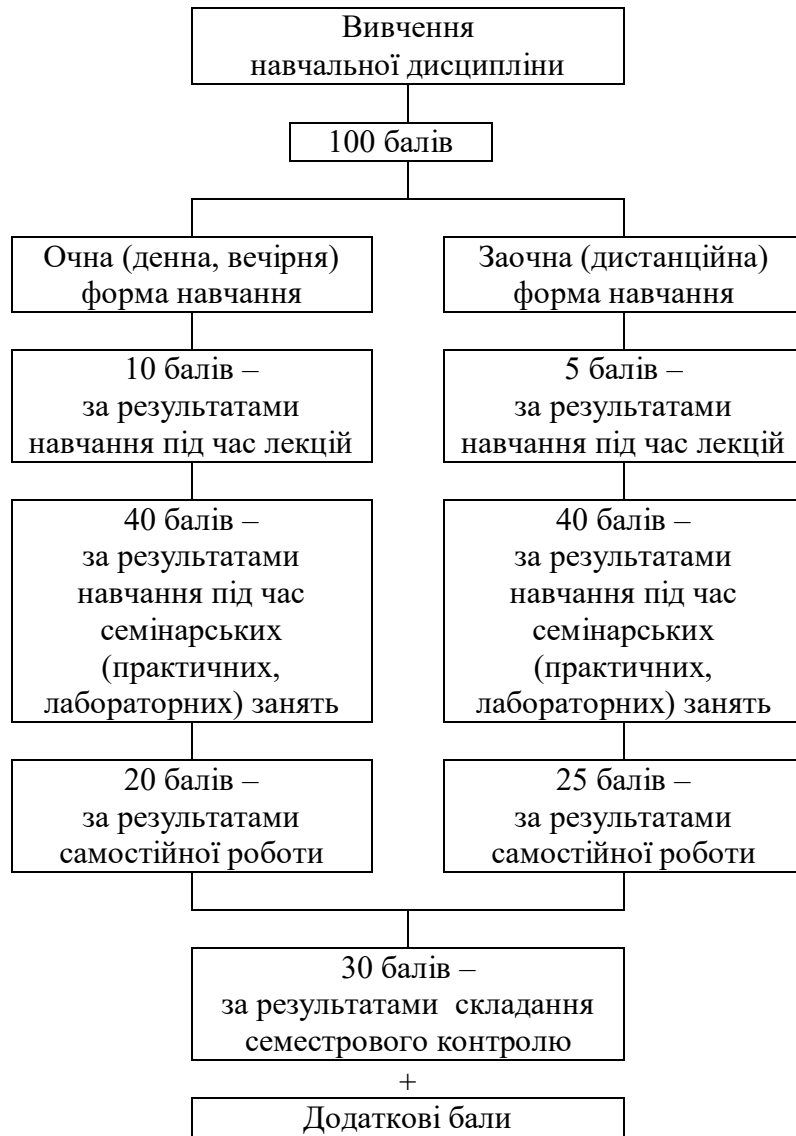 Вивчення
навчальної дисципліни
100 балів
Очна (денна, вечірня)
форма навчання
Заочна (дистанційна)
форма навчання
10 балів –
за результатами
навчання під час лекцій
5 балів –
за результатами
навчання під час лекцій
40 балів –
за результатами
навчання під час
семінарських
(практичних,
лабораторних) занять
40 балів –
за результатами
навчання під час
семінарських
(практичних,
лабораторних) занять
20 балів –
за результатами
самостійної роботи
25 балів –
за результатами
самостійної роботи
30 балів –
за результатами складання
семестрового контролю
+
Додаткові бали